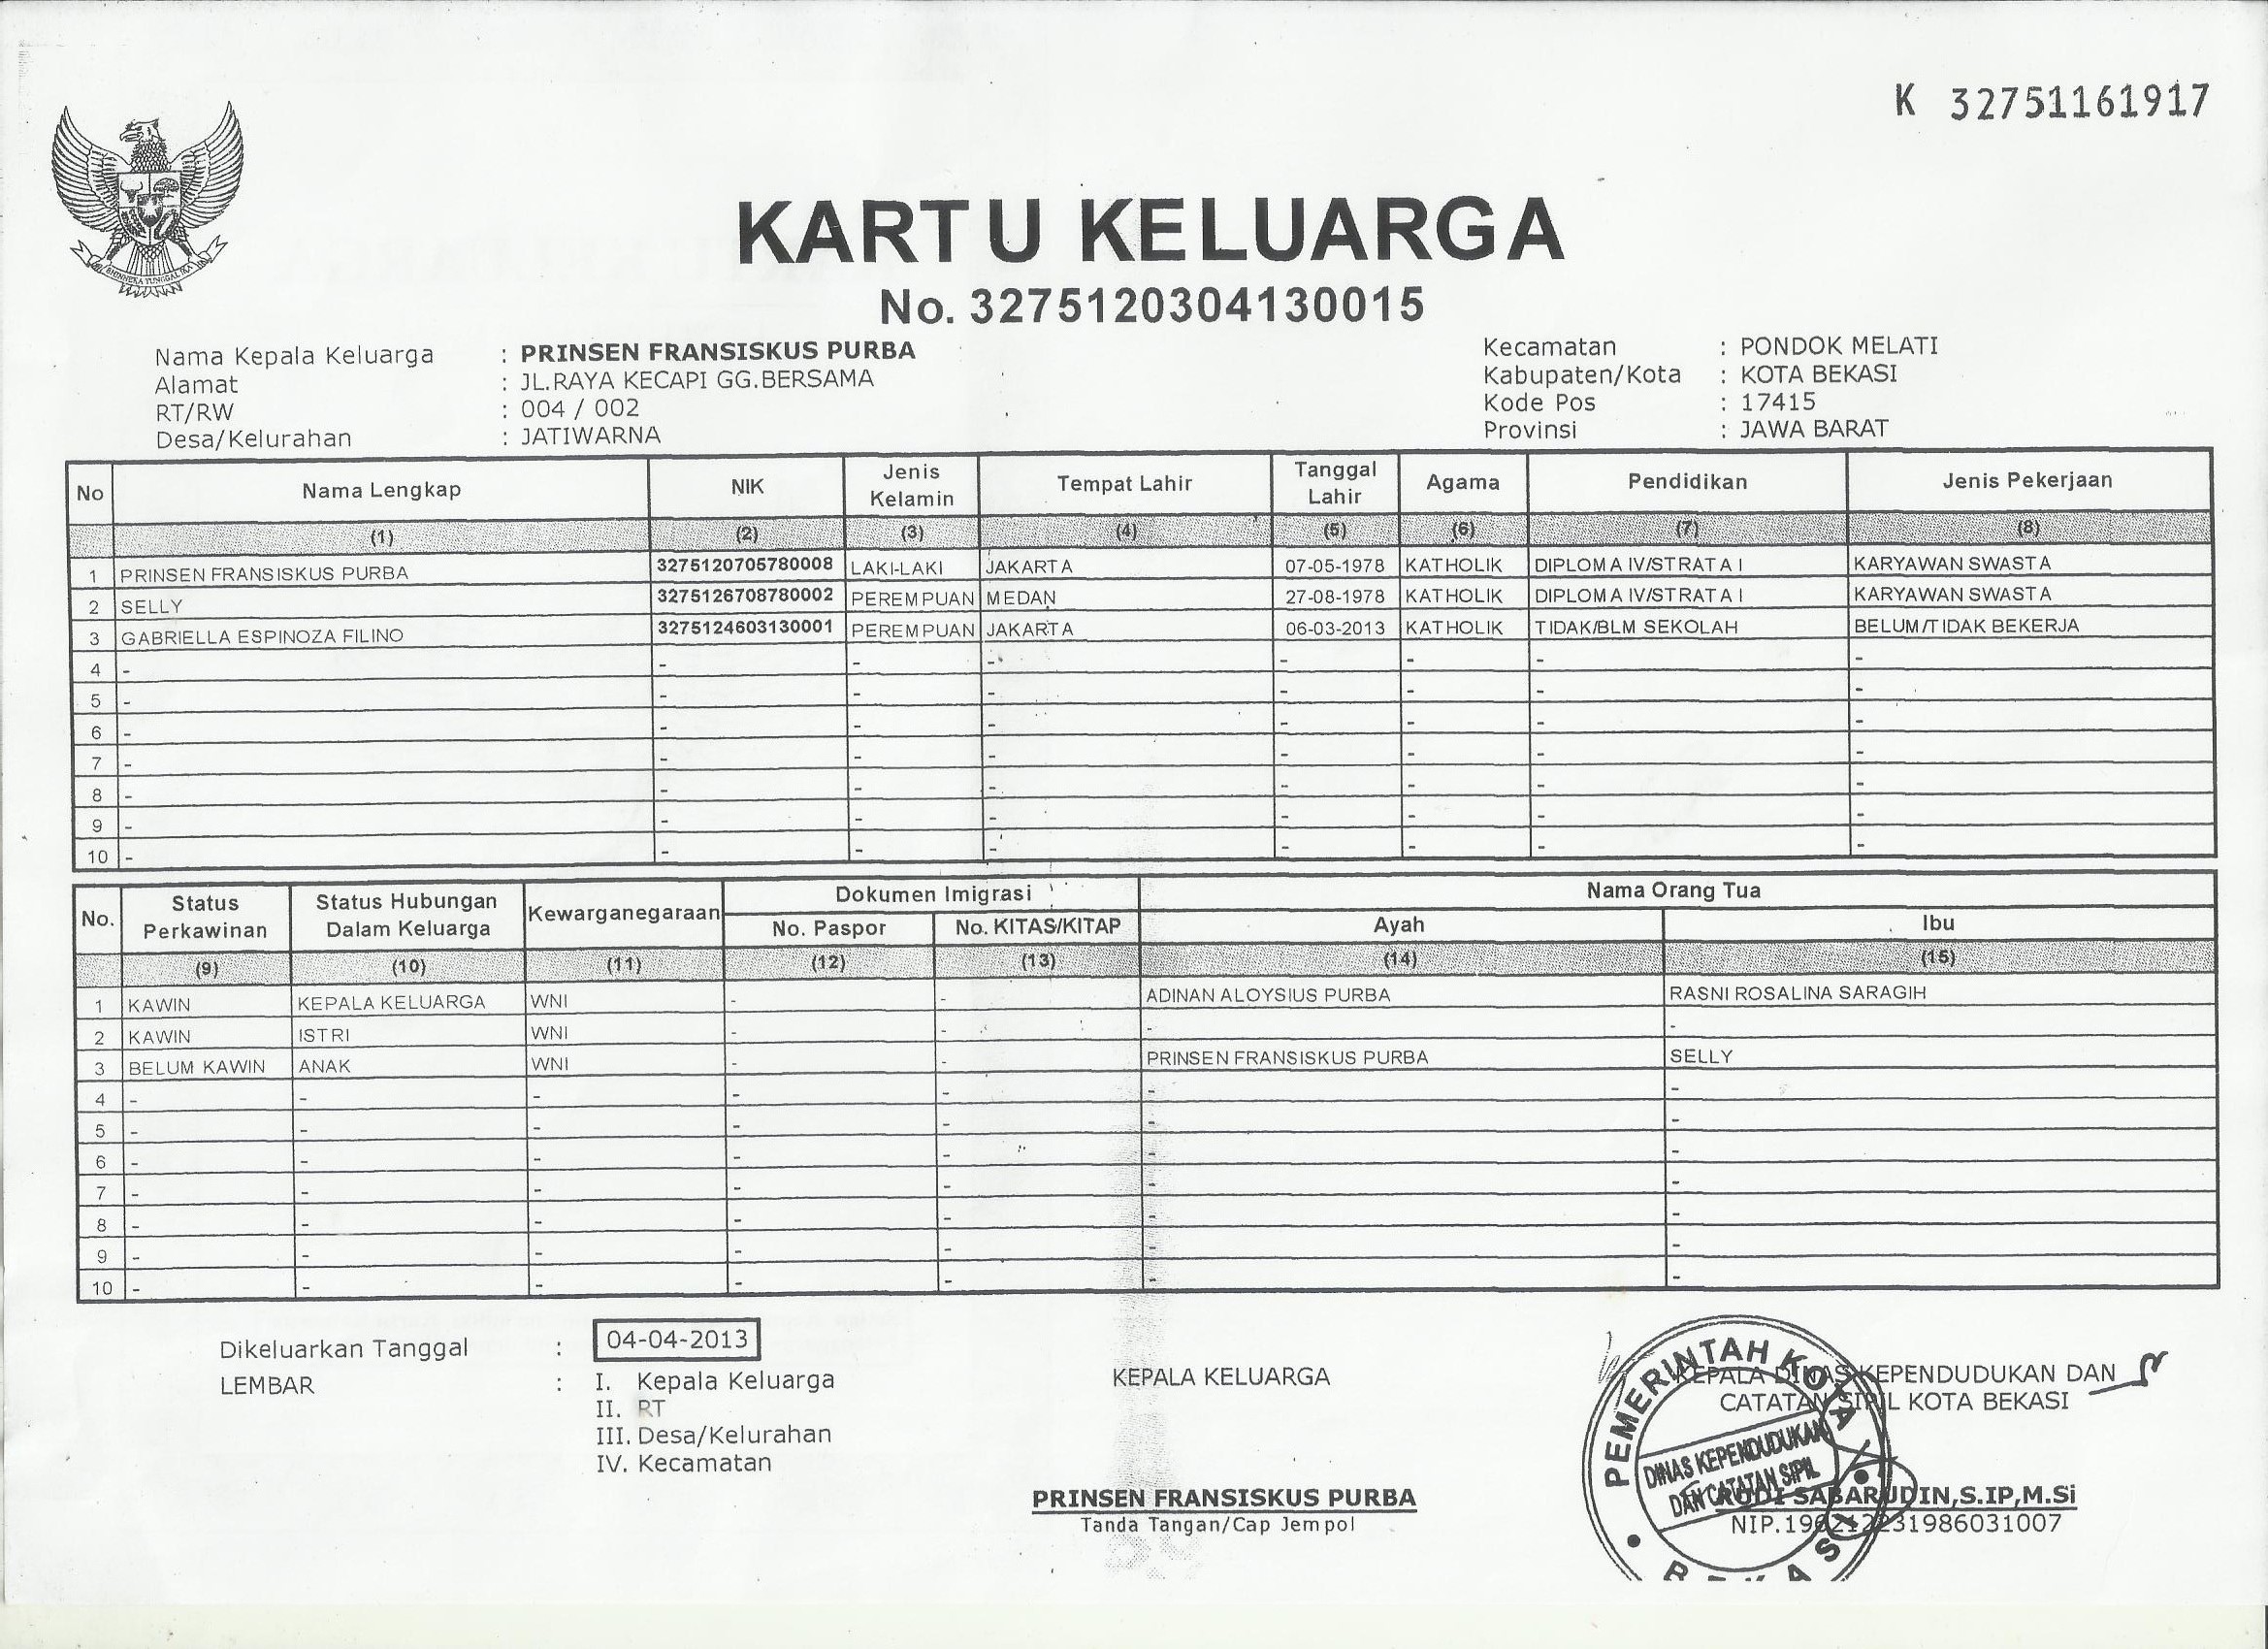 K 32751161917
BHINNEKA TUNGGAL IKA
KARTU KELUARGA
No. 3275120304130015
Nama Kepala Keluarga : PRINSEN FRANSISKUS PURBA
Alamat : JL.RAYA KECAPI GG.BERSAMA
RT/RW : 004 / 002
Desa/Kelurahan : JATIWARNA
Kecamatan : PONDOK MELATI
Kabupaten/Kota : KOTA BEKASI
Kode Pos : 17415
Provinsi : JAWA BARAT
No Nama Lengkap NIK Jenis Kelamin Tempat Lahir Tanggal Lahir Agama Pendidikan Jenis Pekerjaan
(1) (2) (3) (4) (5) (6) (7) (8)
1 PRINSEN FRANSISKUS PURBA 3275120705780008 LAKI-LAKI JAKARTA 07-05-1978 KATHOLIK DIPLOMA IV/STRATA I KARYAWAN SWASTA
2 SELLY 3275126708780002 PEREMPUAN MEDAN 27-08-1978 KATHOLIK DIPLOMA IV/STRATA I KARYAWAN SWASTA
3 GABRIELLA ESPINOZA FILINO 3275124603130001 PEREMPUAN JAKARTA 06-03-2013 KATHOLIK TIDAK/BLM SEKOLAH BELUM/TIDAK BEKERJA
4 - - - - - - - -
5 - - - - - - - -
6 - - - - - - - -
7 - - - - - - - -
8 - - - - - - - -
9 - - - - - - - -
10 - - - - - - - -
No. Status Perkawinan Status Hubungan Dalam Keluarga Kewarganegaraan Dokumen Imigrasi Nama Orang Tua
No. Paspor No. KITAS/KITAP Ayah Ibu
(9) (10) (11) (12) (13) (14) (15)
1 KAWIN KEPALA KELUARGA WNI - - ADINAN ALOYSIUS PURBA RASNI ROSALINA SARAGIH
2 KAWIN ISTRI WNI - - - -
3 BELUM KAWIN ANAK WNI - - PRINSEN FRANSISKUS PURBA SELLY
4 - - - - - - -
5 - - - - - - -
6 - - - - - - -
7 - - - - - - -
8 - - - - - - -
9 - - - - - - -
10 - - - - - - -
Dikeluarkan Tanggal : 04-04-2013
LEMBAR : I. Kepala Keluarga
II. RT
III. Desa/Kelurahan
IV. Kecamatan
KEPALA KELUARGA
PRINSEN FRANSISKUS PURBA
Tanda Tangan/Cap Jempol
KEPALA DINAS KEPENDUDUKAN DAN
CATATAN SIPIL KOTA BEKASI
PEMERINTAH KOTA
DINAS KEPENDUDUKAN
DAN CATATAN SIPIL
BEKASI
RUDI SABARUDIN,S.IP,M.Si
NIP.196212231986031007